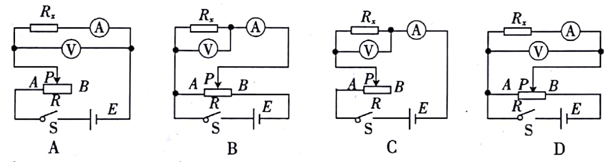 Rₓ A Rₓ A Rₓ A Rₓ A
V V V V
A P B A P B A P B A P B
R R R R
S E S E S E S E
A B C D